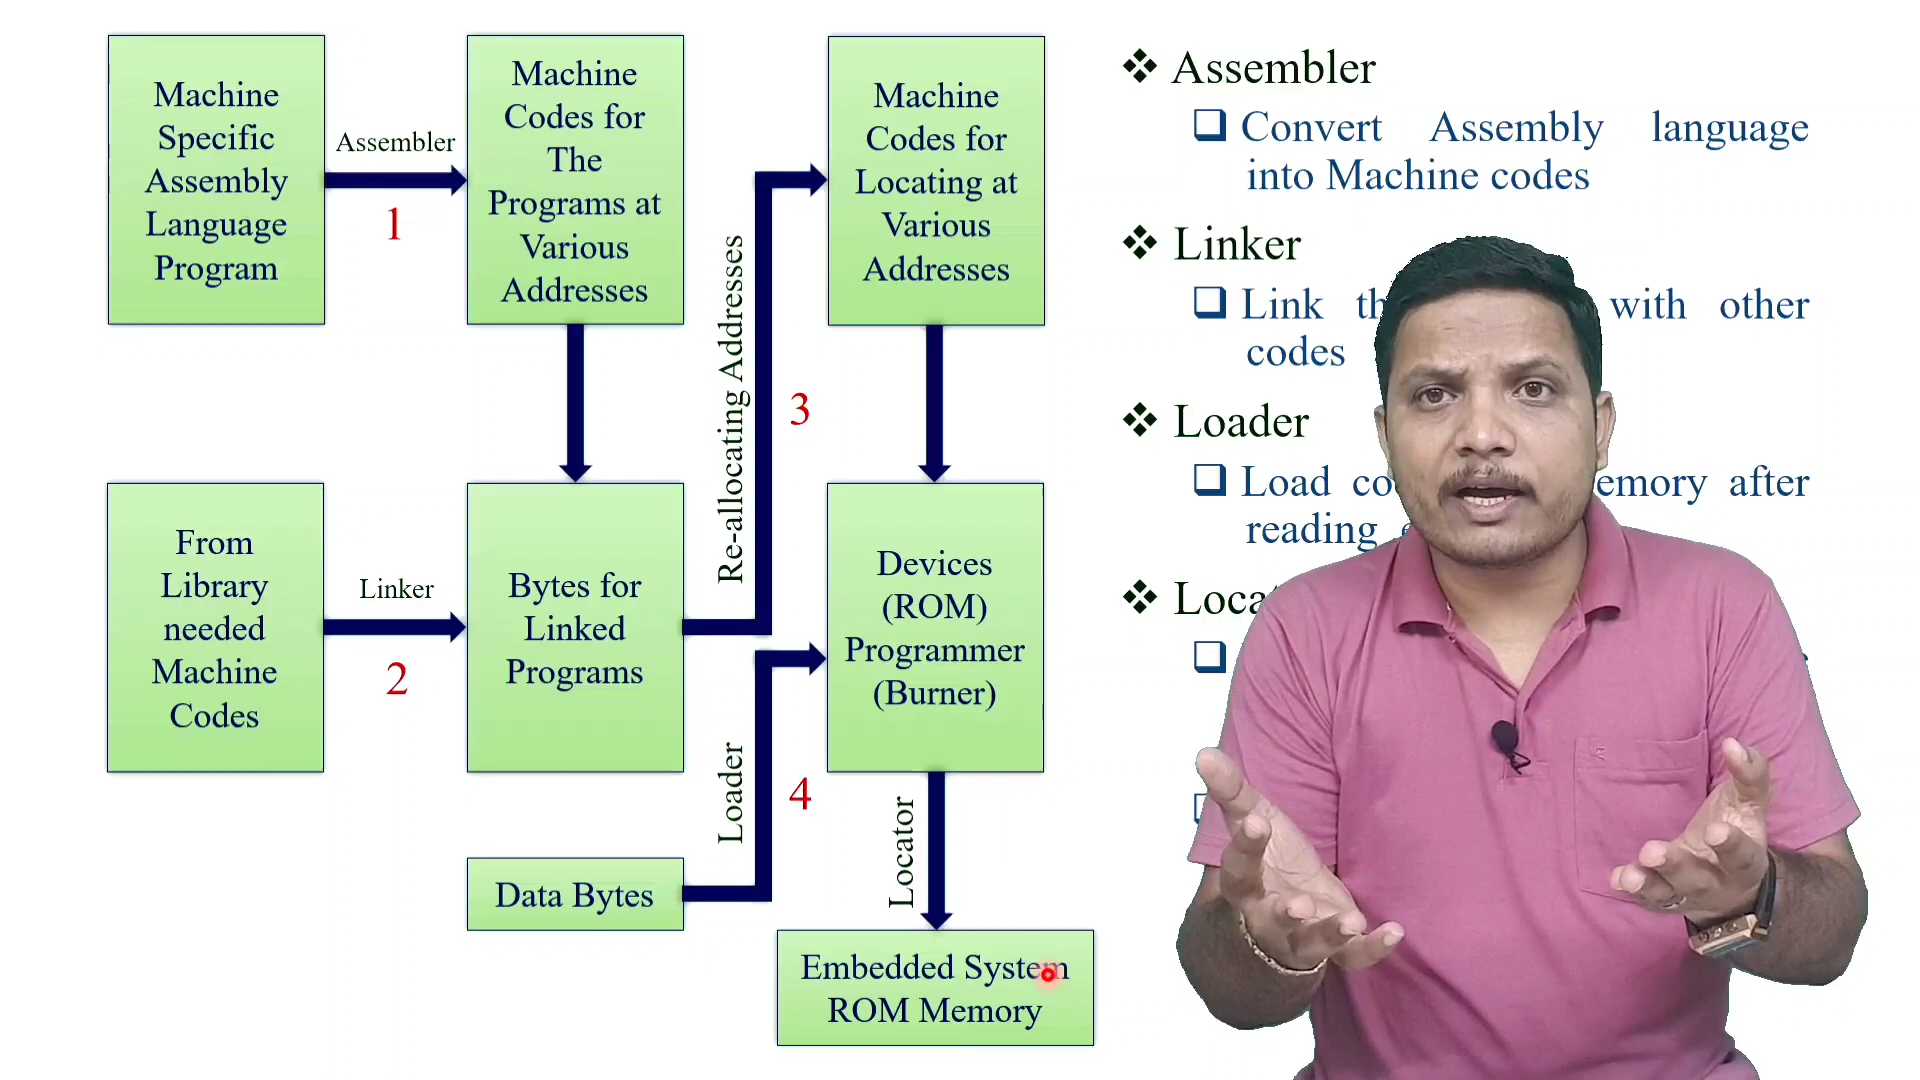 Machine
Specific
Assembly
Language
Program
Assembler
1
Machine
Codes for
The
Programs at
Various
Addresses
Machine
Codes for
Locating at
Various
Addresses
Re-allocating Addresses
3
From
Library
needed
Machine
Codes
Linker
2
Bytes for
Linked
Programs
Devices
(ROM)
Programmer
(Burner)
Loader
4
Data Bytes
Locator
Embedded System
ROM Memory
❖ Assembler
❑ Convert Assembly language
into Machine codes
❖ Linker
❑ Link with other
codes
❖ Loader
❑ Load after
reading
❖
❑